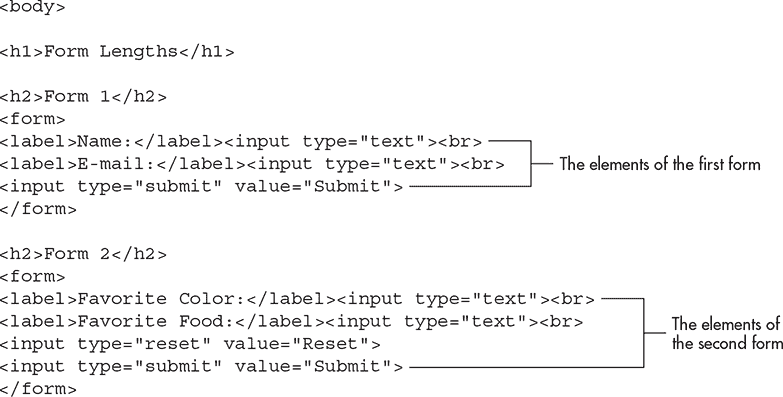 <body>
<h1>Form Lengths</h1>
<h2>Form 1</h2>
<form>
<label>Name:</label><input type="text"><br>
<label>E-mail:</label><input type="text"><br>
The elements of the first form
<input type="submit" value="Submit">
</form>
<h2>Form 2</h2>
<form>
<label>Favorite Color:</label><input type="text"><br>
<label>Favorite Food:</label><input type="text"><br>
The elements of
the second form
<input type="reset" value="Reset">
<input type="submit" value="Submit">
</form>